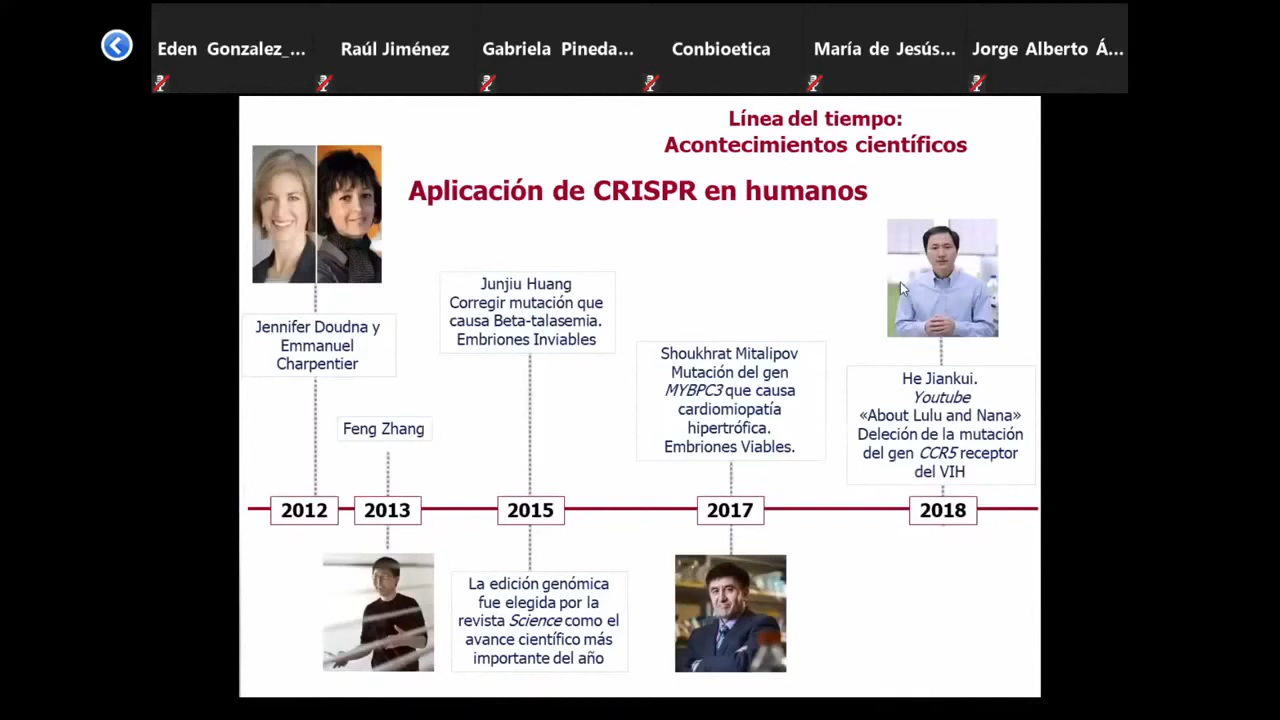 Eden Gonzalez_...
Raúl Jiménez
Gabriela Pineda...
Conbioetica
María de Jesús...
Jorge Alberto Á...
Línea del tiempo:
Acontecimientos científicos
Aplicación de CRISPR en humanos
Jennifer Doudna y
Emmanuel
Charpentier
Feng Zhang
Junjiu Huang
Corregir mutación que
causa Beta-talasemia.
Embriones Inviables
Shoukhrat Mitalipov
Mutación del gen
MYBPC3 que causa
cardiomiopatía
hipertrófica.
Embriones Viables.
He Jiankui.
Youtube
«About Lulu and Nana»
Deleción de la mutación
del gen CCR5 receptor
del VIH
2012
2013
2015
2017
2018
La edición genómica
fue elegida por la
revista Science como el
avance científico más
importante del año